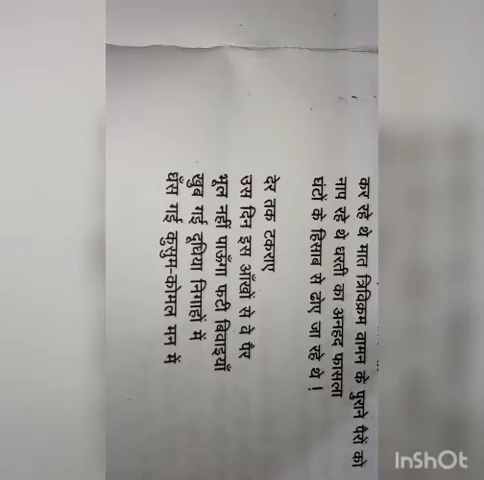 कर रहे थे मात त्रिविक्रम वामन के पुराने पैरों को
नाप रहे थे धरती का अनहद फासला
घंटों के हिसाब से ढोए जा रहे थे !
देर तक टकराए
उस दिन इस आँखों से वे पैर
भूल नहीं पाऊँगा फटी बिवाइयाँ
खुब गईं दूधिया निगाहों में
धँस गईं कुसुम-कोमल मन में
InShOt